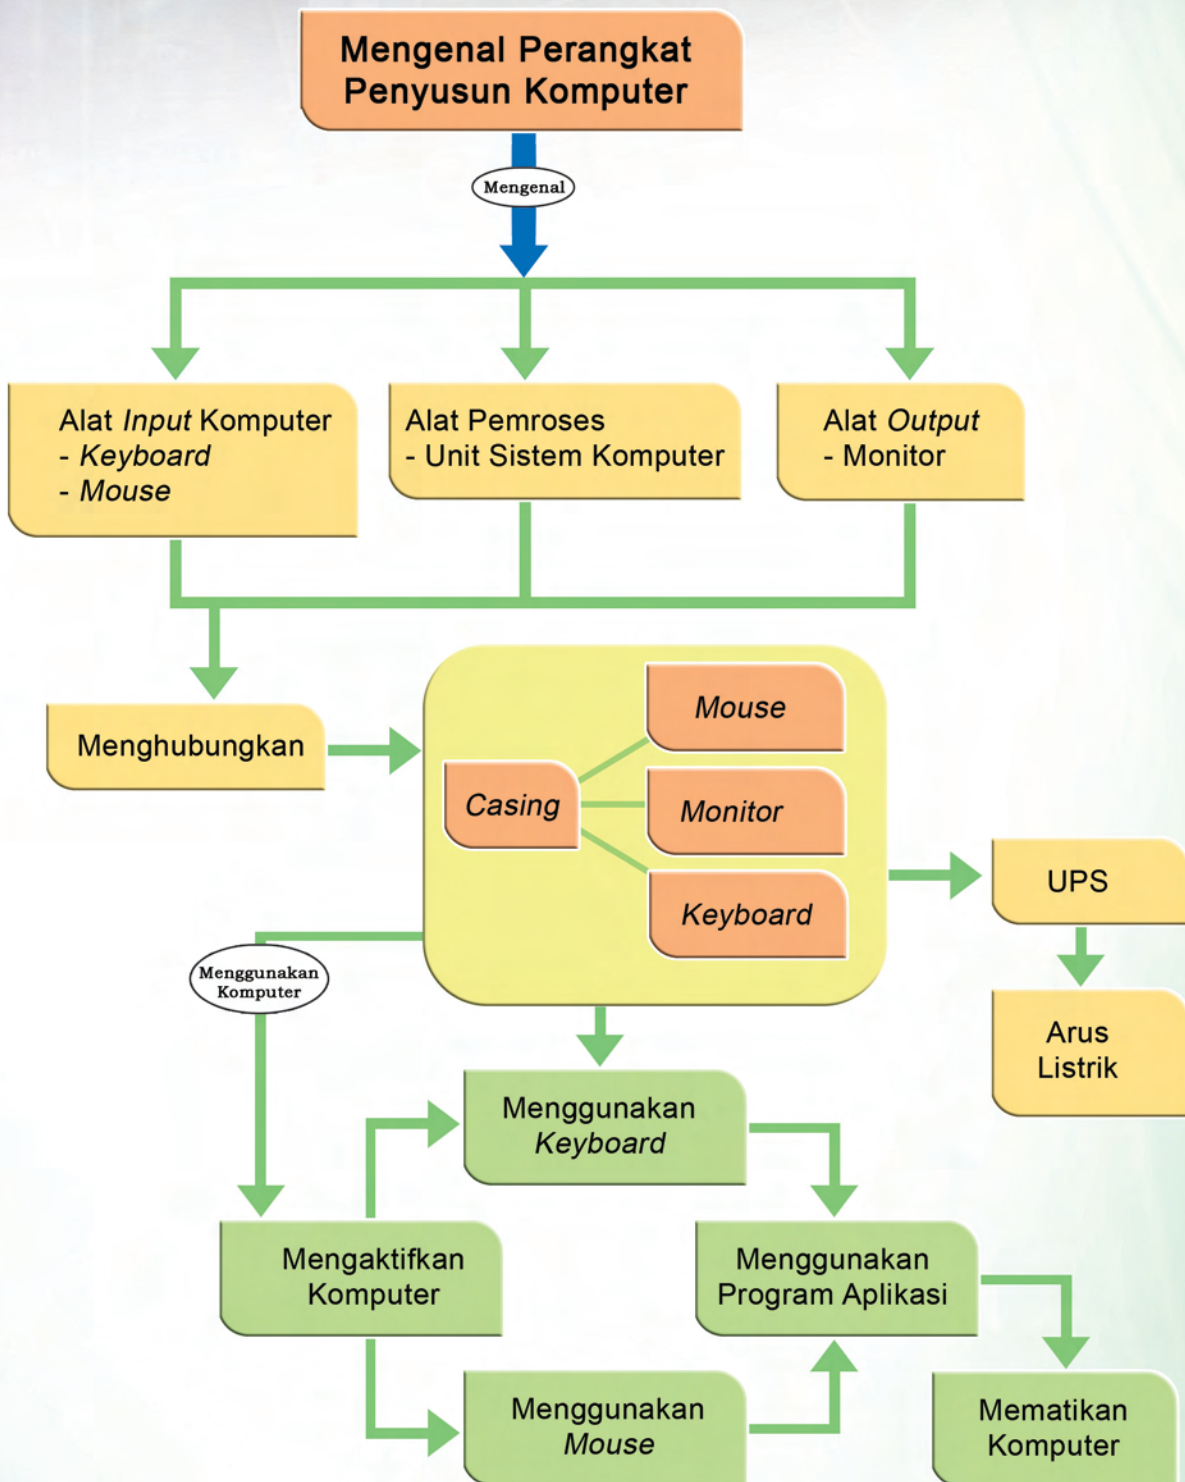 Mengenal Perangkat
Penyusun Komputer
Mengenal
Alat Input Komputer
- Keyboard
- Mouse
Alat Pemroses
- Unit Sistem Komputer
Alat Output
- Monitor
Menghubungkan
Casing
Mouse
Monitor
Keyboard
UPS
Arus
Listrik
Menggunakan
Komputer
Menggunakan
Keyboard
Mengaktifkan
Komputer
Menggunakan
Program Aplikasi
Menggunakan
Mouse
Mematikan
Komputer